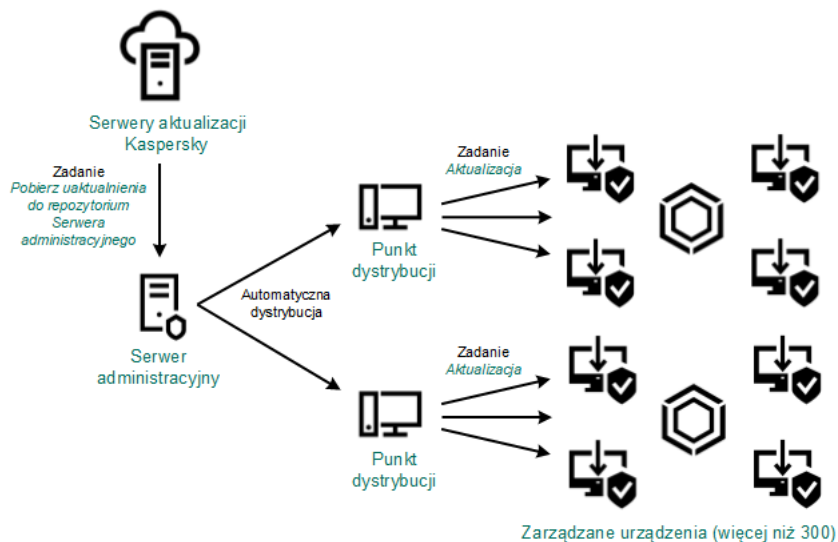 Serwery aktualizacji
Kaspersky
Zadanie
Pobierz uaktualnienia
do repozytorium
Serwera
administracyjnego
Serwer
administracyjny
Automatyczna
dystrybucja
Punkt
dystrybucji
Zadanie
Aktualizacja
Punkt
dystrybucji
Zadanie
Aktualizacja
Zarządzane urządzenia (więcej niż 300)